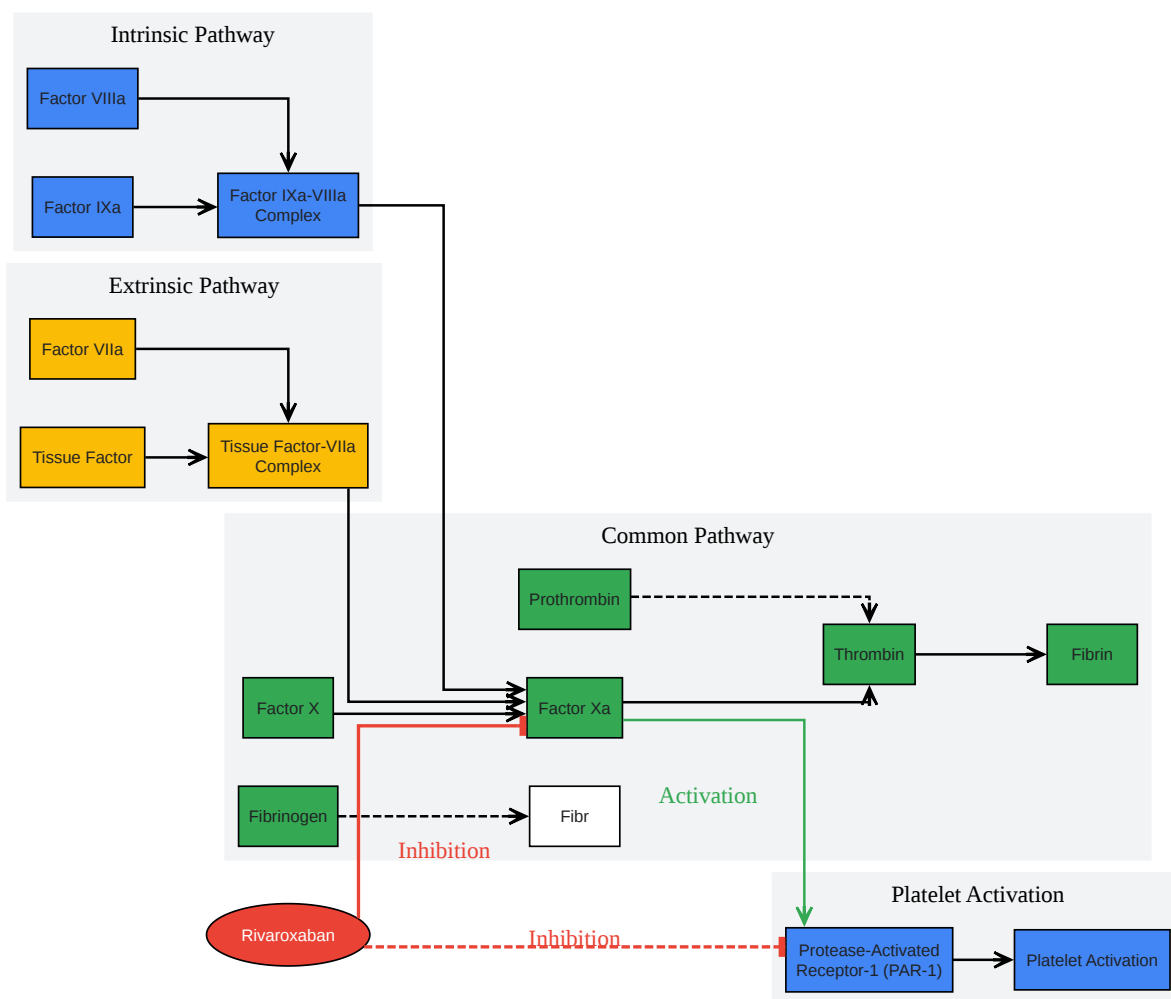 Intrinsic Pathway
Factor VIIIa
Factor IXa
Factor IXa-VIIIa
Complex
Extrinsic Pathway
Factor VIIa
Tissue Factor
Tissue Factor-VIIa
Complex
Common Pathway
Prothrombin
Thrombin
Fibrin
Factor X
Factor Xa
Activation
Fibrinogen
Fibr
Inhibition
Platelet Activation
Rivaroxaban
Inhibition
Protease-Activated
Receptor-1 (PAR-1)
Platelet Activation